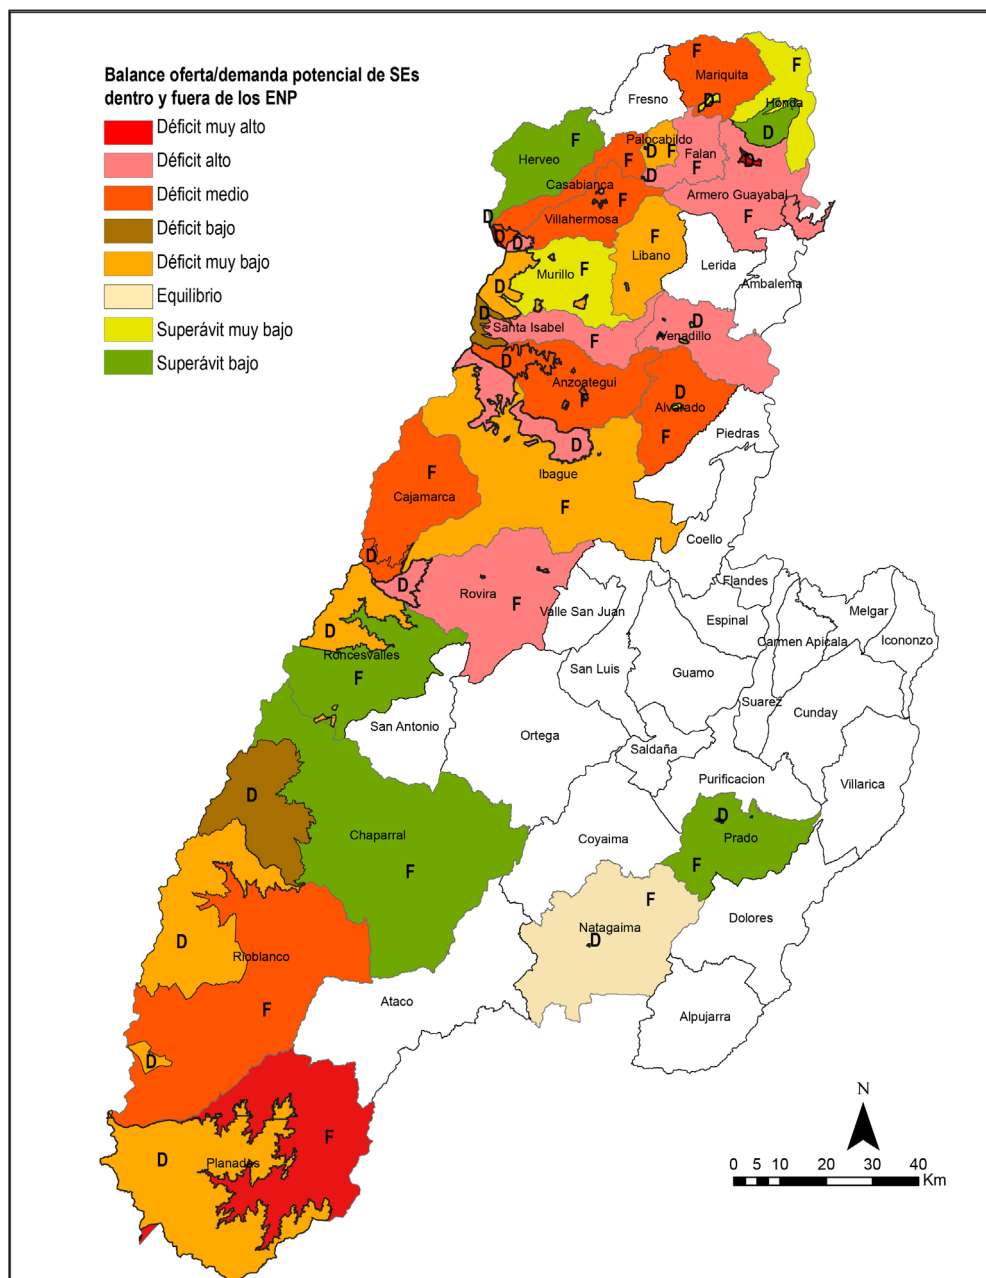 Balance oferta/demanda potencial de SEs
dentro y fuera de los ENP
Déficit muy alto
Déficit alto
Déficit medio
Déficit bajo
Déficit muy bajo
Equilibrio
Superávit muy bajo
Superávit bajo
F
Mariquita
D
F
Honda
D
Fresno
F
Herveo
D
Palocabildo
D F
D
Falan
F
F
Casabianca
F
Villahermosa
D
D
D
Armero Guayabal
F
F
Libano
Lerida
Ambalema
F
Murillo
D
D
Santa Isabel
F
D
Venadillo
D
Anzoategui
F
D
Alvarado
F
Piedras
D
Ibague
F
F
Cajamarca
D
Coello
D
Rovira
F
Valle San Juan
Flandes
Espinal
Carmen Apicala
Melgar
Icononzo
D
Roncesvalles
F
San Luis
Guamo
Suarez
Cunday
San Antonio
Ortega
Saldaña
Purificacion
Villarica
D
Chaparral
F
Coyaima
D
Prado
F
F
Natagaima
D
Dolores
D
Rioblanco
F
D
Ataco
Alpujarra
D
Planadas
F
N
0 5 10 20 30 40
Km